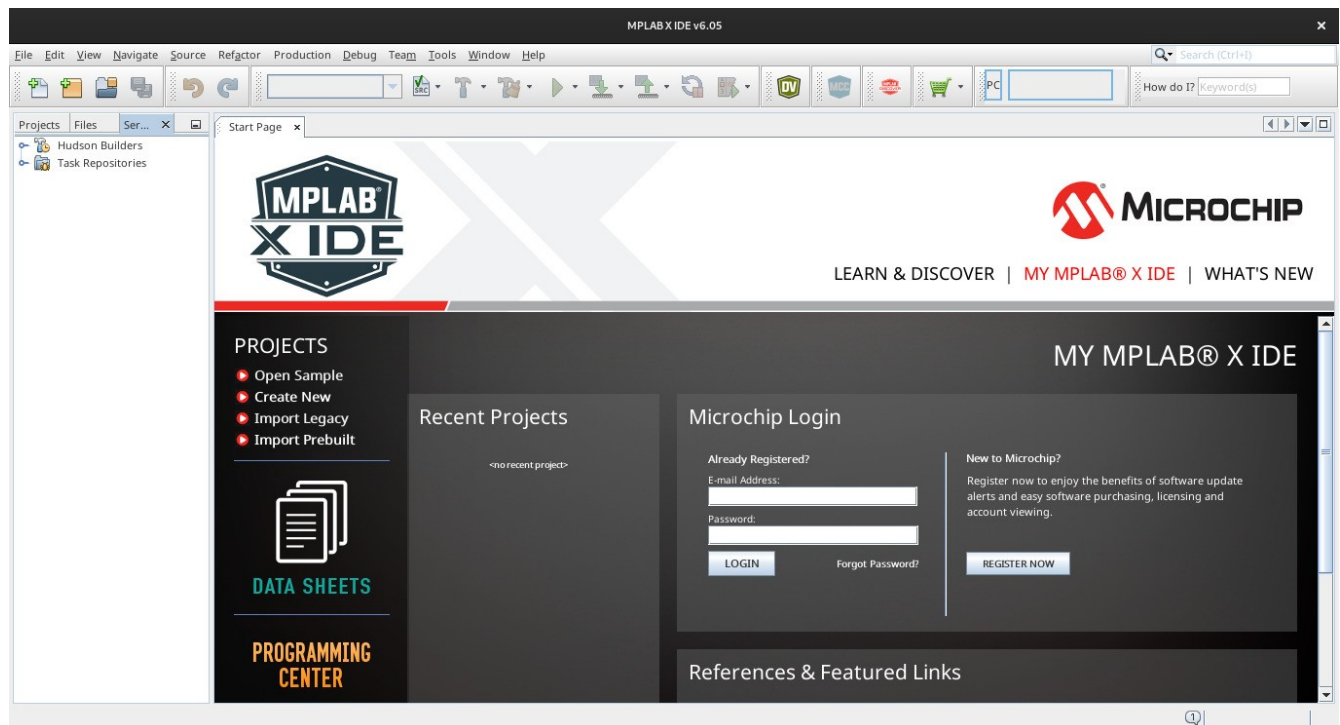 MPLAB X IDE v6.05
File Edit View Navigate Source Refactor Production Debug Team Tools Window Help
Search (Ctrl+I)
SRC
DV
MCC
PC
How do I? Keyword(s)
Projects Files Ser...
Start Page
Hudson Builders
Task Repositories
MPLAB®
X IDE
MICROCHIP
LEARN & DISCOVER | MY MPLAB® X IDE | WHAT'S NEW
PROJECTS
Open Sample
Create New
Import Legacy
Import Prebuilt
DATA SHEETS
PROGRAMMING
CENTER
MY MPLAB® X IDE
Recent Projects
<no recent project>
Microchip Login
Already Registered?
E-mail Address:
Password:
LOGIN
Forgot Password?
New to Microchip?
Register now to enjoy the benefits of software update
alerts and easy software purchasing, licensing and
account viewing.
REGISTER NOW
References & Featured Links
1